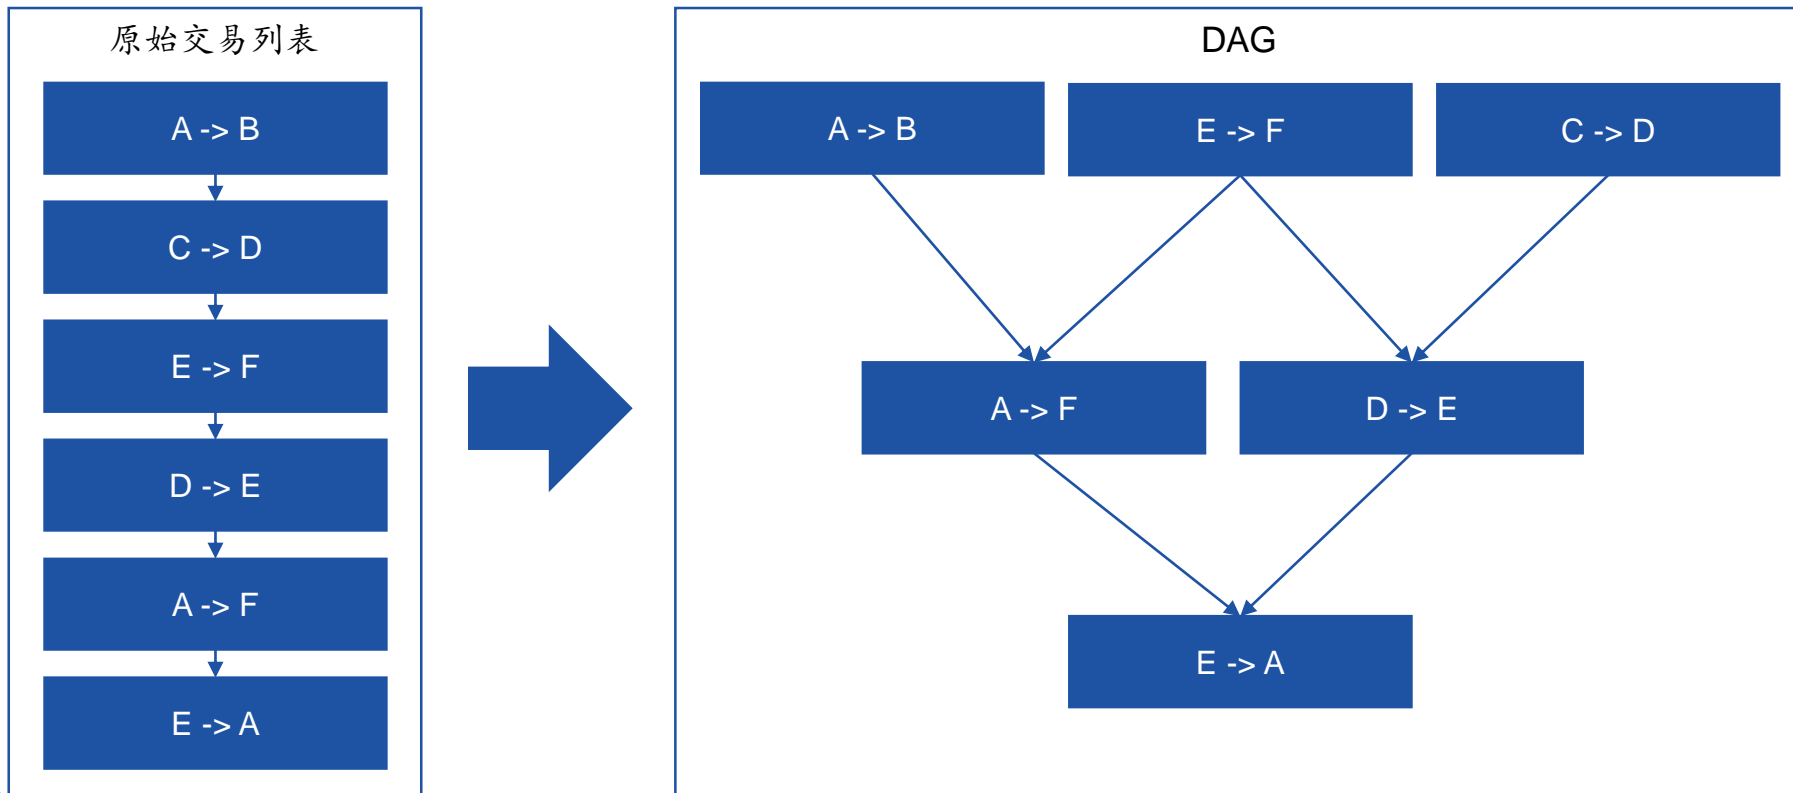 原始交易列表
A -> B
C -> D
E -> F
D -> E
A -> F
E -> A
DAG
A -> B
E -> F
C -> D
A -> F
D -> E
E -> A